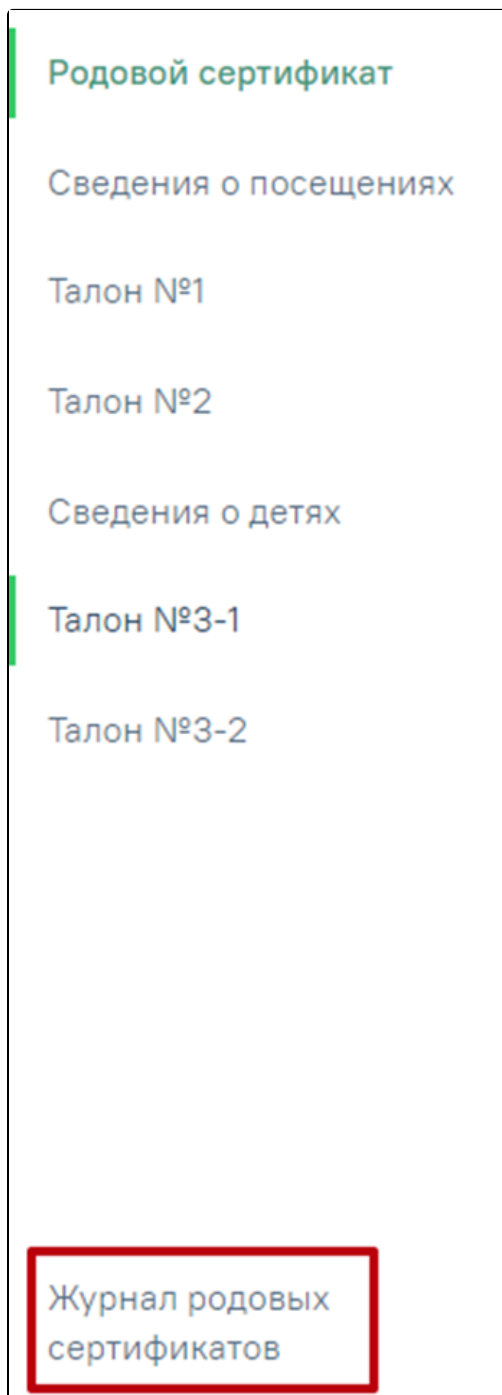 Родовой сертификат
Сведения о посещениях
Талон №1
Талон №2
Сведения о детях
Талон №3-1
Талон №3-2
Журнал родовых
сертификатов